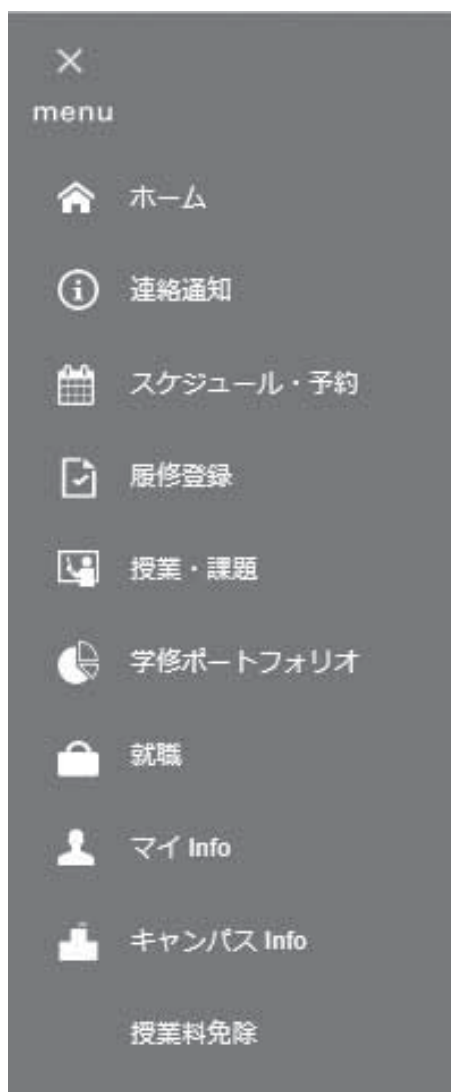 ×
menu
ホーム
連絡通知
スケジュール・予約
履修登録
授業・課題
学修ポートフォリオ
就職
マイ Info
キャンパス Info
授業料免除